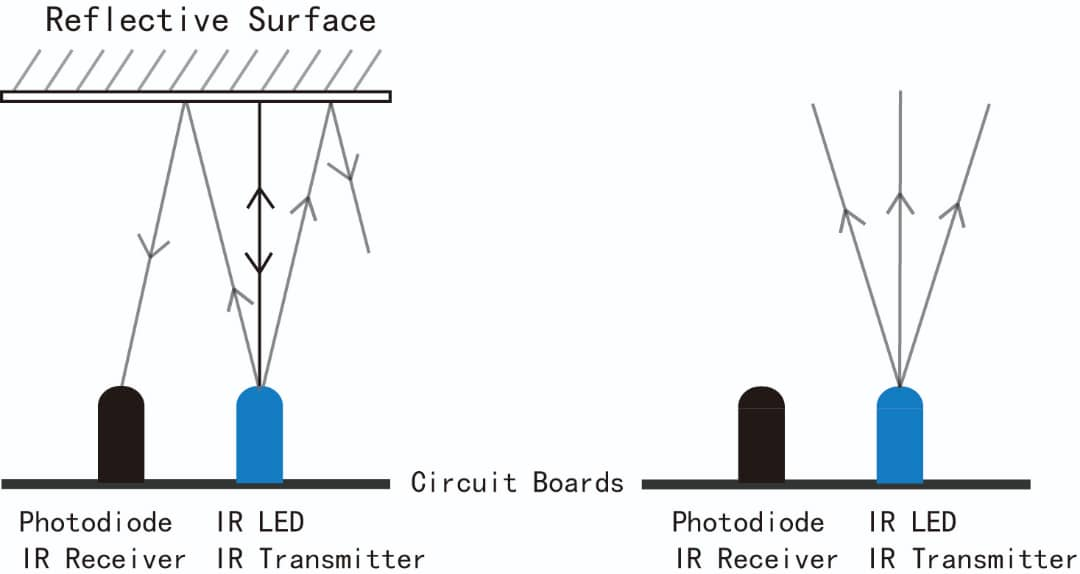 Reflective Surface
Circuit Boards
Photodiode IR LED
IR Receiver IR Transmitter
Photodiode IR LED
IR Receiver IR Transmitter